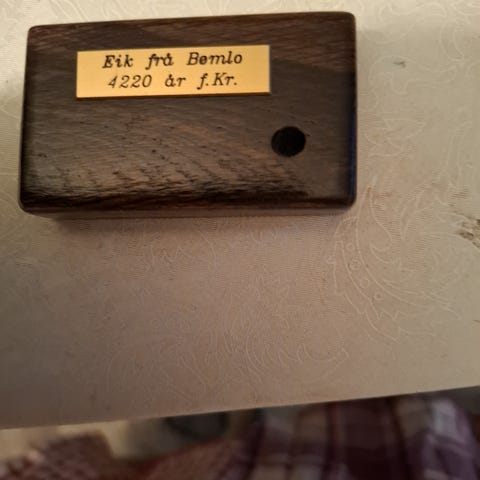 Eik frå Bømlo
4220 år f.Kr.